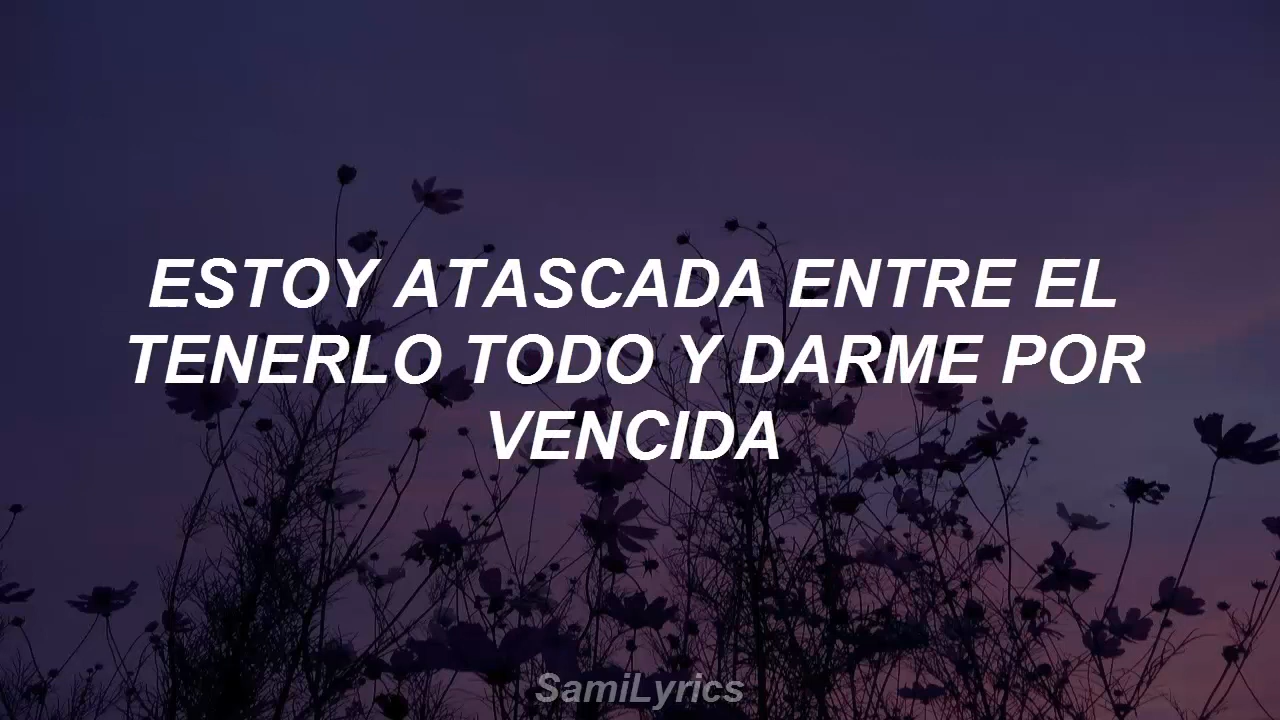 ESTOY ATASCADA ENTRE EL
TENERLO TODO Y DARME POR
VENCIDA
SamiLyrics